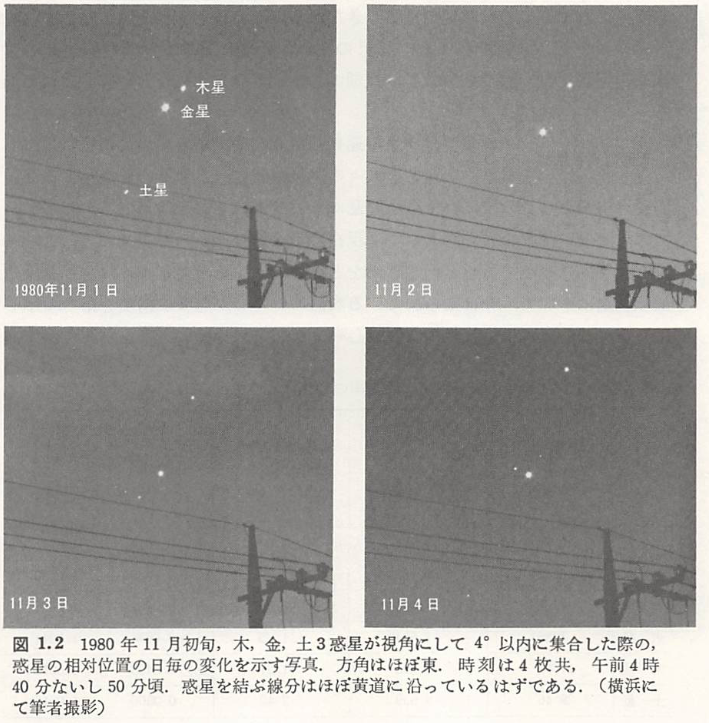 木星
金星
土星
1980年11月1日
11月2日
11月3日
11月4日
図 1.2 1980 年 11 月初旬，木，金，土3惑星が視角にして 4° 以内に集合した際の，
惑星の相対位置の日毎の変化を示す写真．方角はほぼ東．時刻は4枚共，午前4時
40 分ないし 50 分頃．惑星を結ぶ線分はほぼ黄道に沿っているはずである．（横浜に
て筆者撮影）